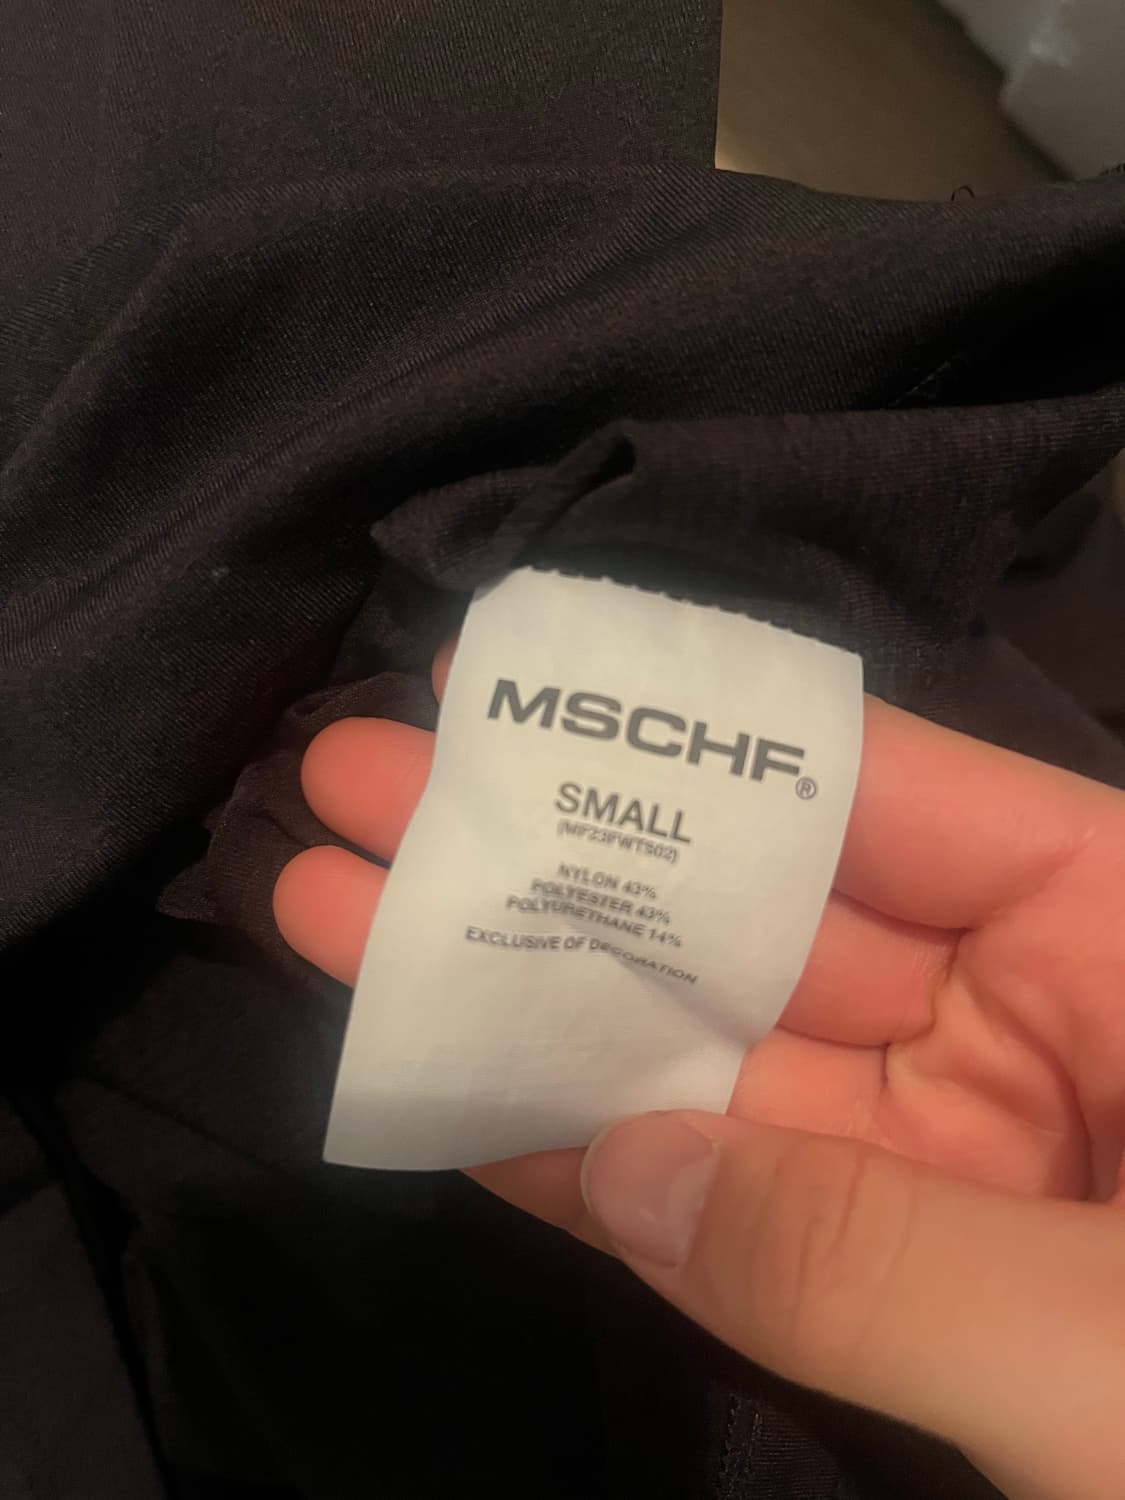 MSCHF®
SMALL
(MF23FWTS02)
NYLON 43%
POLYESTER 43%
POLYURETHANE 14%
EXCLUSIVE OF DECORATION